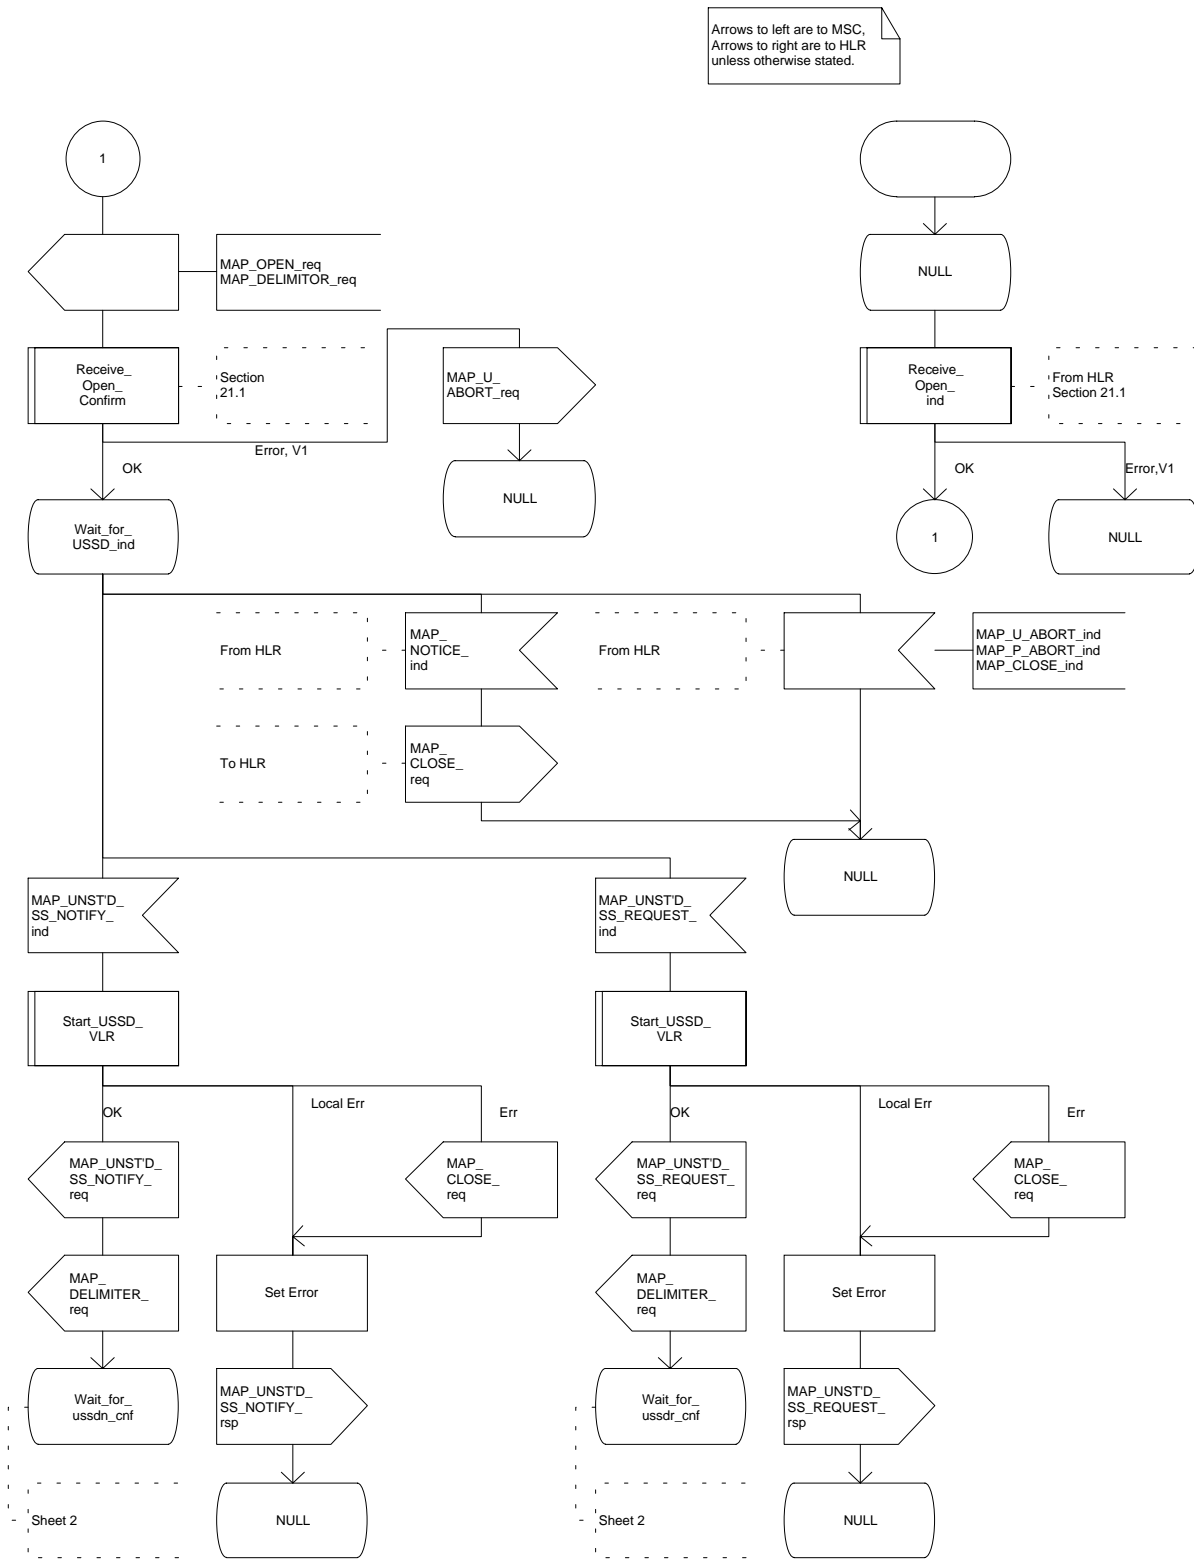 Arrows to left are to MSC,
Arrows to right are to HLR
unless otherwise stated.
1
MAP_OPEN_req
MAP_DELIMITOR_req
NULL
Receive_
Open_
Confirm
Section
21.1
MAP_U_
ABORT_req
Receive_
Open_
ind
From HLR
Section 21.1
Error, V1
OK
OK
Error,V1
NULL
Wait_for_
USSD_ind
1
NULL
From HLR
MAP_
NOTICE_
ind
From HLR
MAP_U_ABORT_ind
MAP_P_ABORT_ind
MAP_CLOSE_ind
To HLR
MAP_
CLOSE_
req
NULL
MAP_UNST'D_
SS_NOTIFY_
ind
MAP_UNST'D_
SS_REQUEST_
ind
Start_USSD_
VLR
Start_USSD_
VLR
OK
Local Err
Err
OK
Local Err
Err
MAP_UNST'D_
SS_NOTIFY_
req
MAP_
CLOSE_
req
MAP_UNST'D_
SS_REQUEST_
req
MAP_
CLOSE_
req
MAP_
DELIMITER_
req
Set Error
MAP_
DELIMITER_
req
Set Error
Wait_for_
ussdn_cnf
MAP_UNST'D_
SS_NOTIFY_
rsp
Wait_for_
ussdr_cnf
MAP_UNST'D_
SS_REQUEST_
rsp
Sheet 2
NULL
Sheet 2
NULL